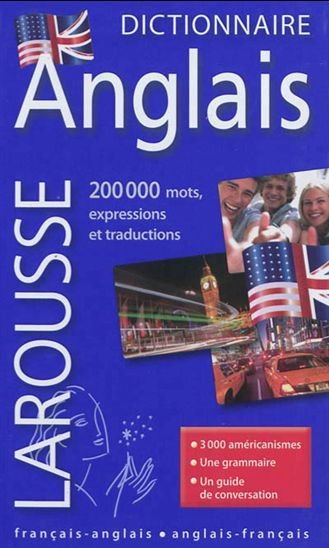 DICTIONNAIRE
Anglais
LAROUSSE
200 000 mots,
expressions
et traductions
• 3 000 américanismes
• Une grammaire
• Un guide
de conversation
français-anglais • anglais-français